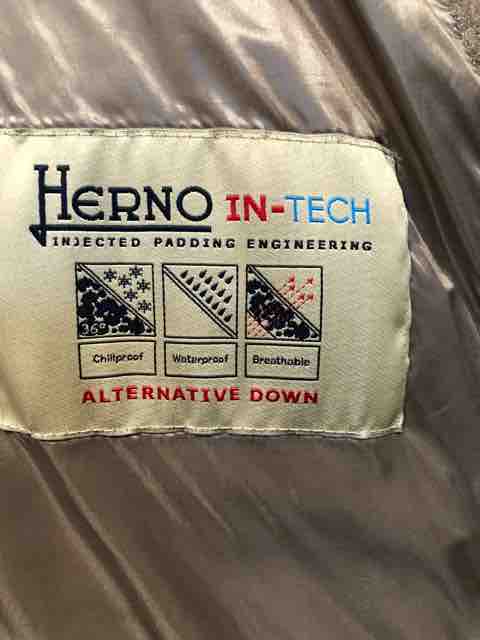 HERNO IN-TECH
INJECTED PADDING ENGINEERING
36°
Chillproof Waterproof Breathable
ALTERNATIVE DOWN